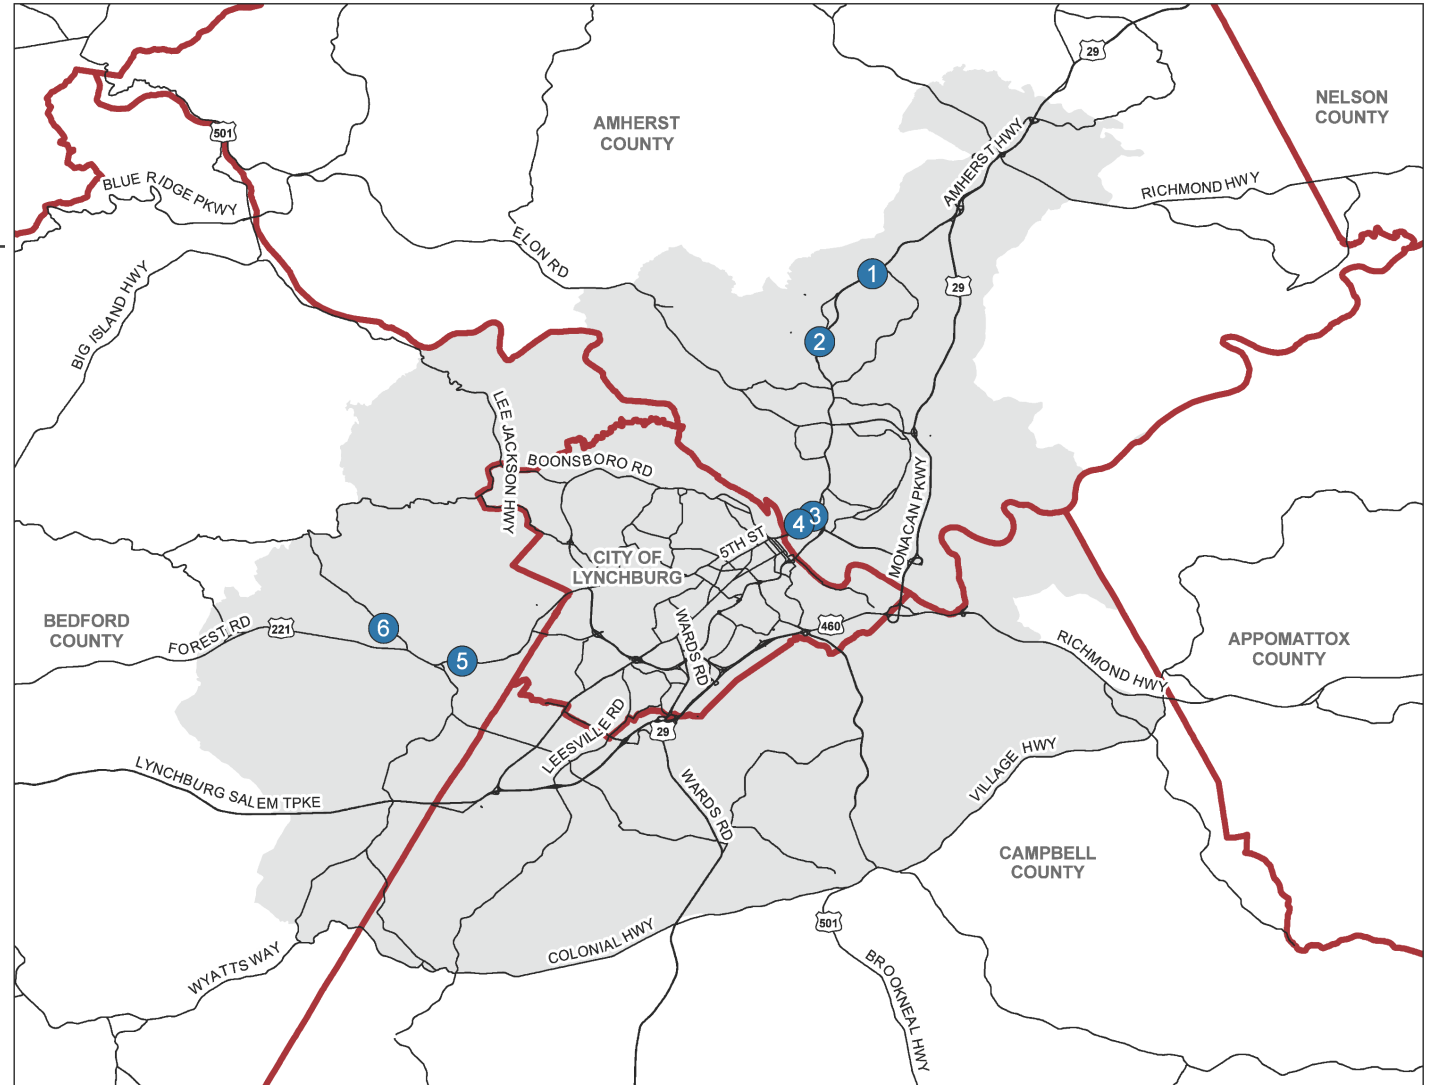 29
NELSON
COUNTY
AMHERST
COUNTY
501
AMHERST HWY
BLUE RIDGE PKWY
RICHMOND HWY
ELON RD
BIG ISLAND HWY
1
29
2
LEE JACKSON HWY
BOONSBORO RD
MONACAN PKWY
3
4
5TH ST
CITY OF
LYNCHBURG
BEDFORD
COUNTY
FOREST RD
221
6
5
WARDS RD
460
RICHMOND HWY
APPOMATTOX
COUNTY
LEESVILLE RD
29
LYNCHBURG SALEM TPKE
WARDS RD
VILLAGE HWY
CAMPBELL
COUNTY
501
COLONIAL HWY
WYATTS WAY
BROOKNEAL HWY